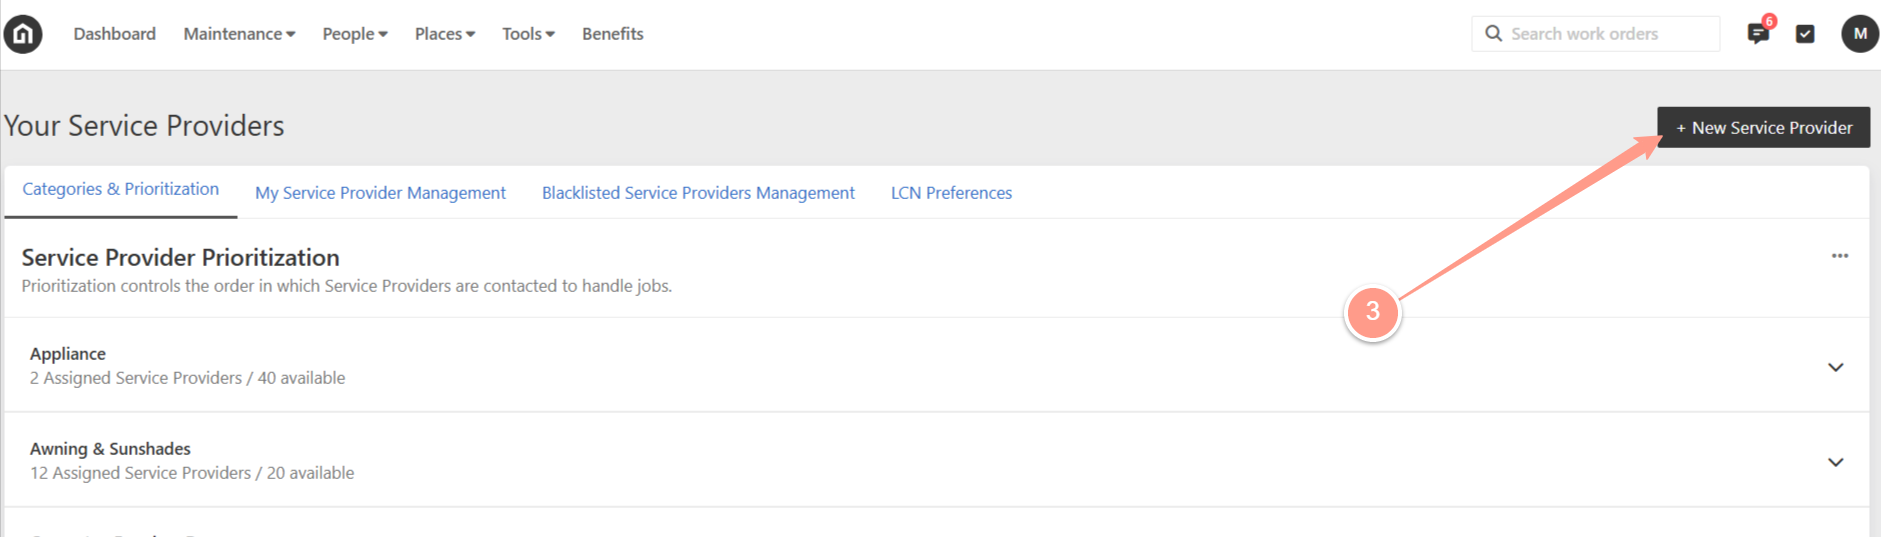 Dashboard Maintenance People Places Tools Benefits Search work orders 6 M
Your Service Providers
+ New Service Provider
Categories & Prioritization My Service Provider Management Blacklisted Service Providers Management LCN Preferences
Service Provider Prioritization
Prioritization controls the order in which Service Providers are contacted to handle jobs.
3
Appliance
2 Assigned Service Providers / 40 available
Awning & Sunshades
12 Assigned Service Providers / 20 available